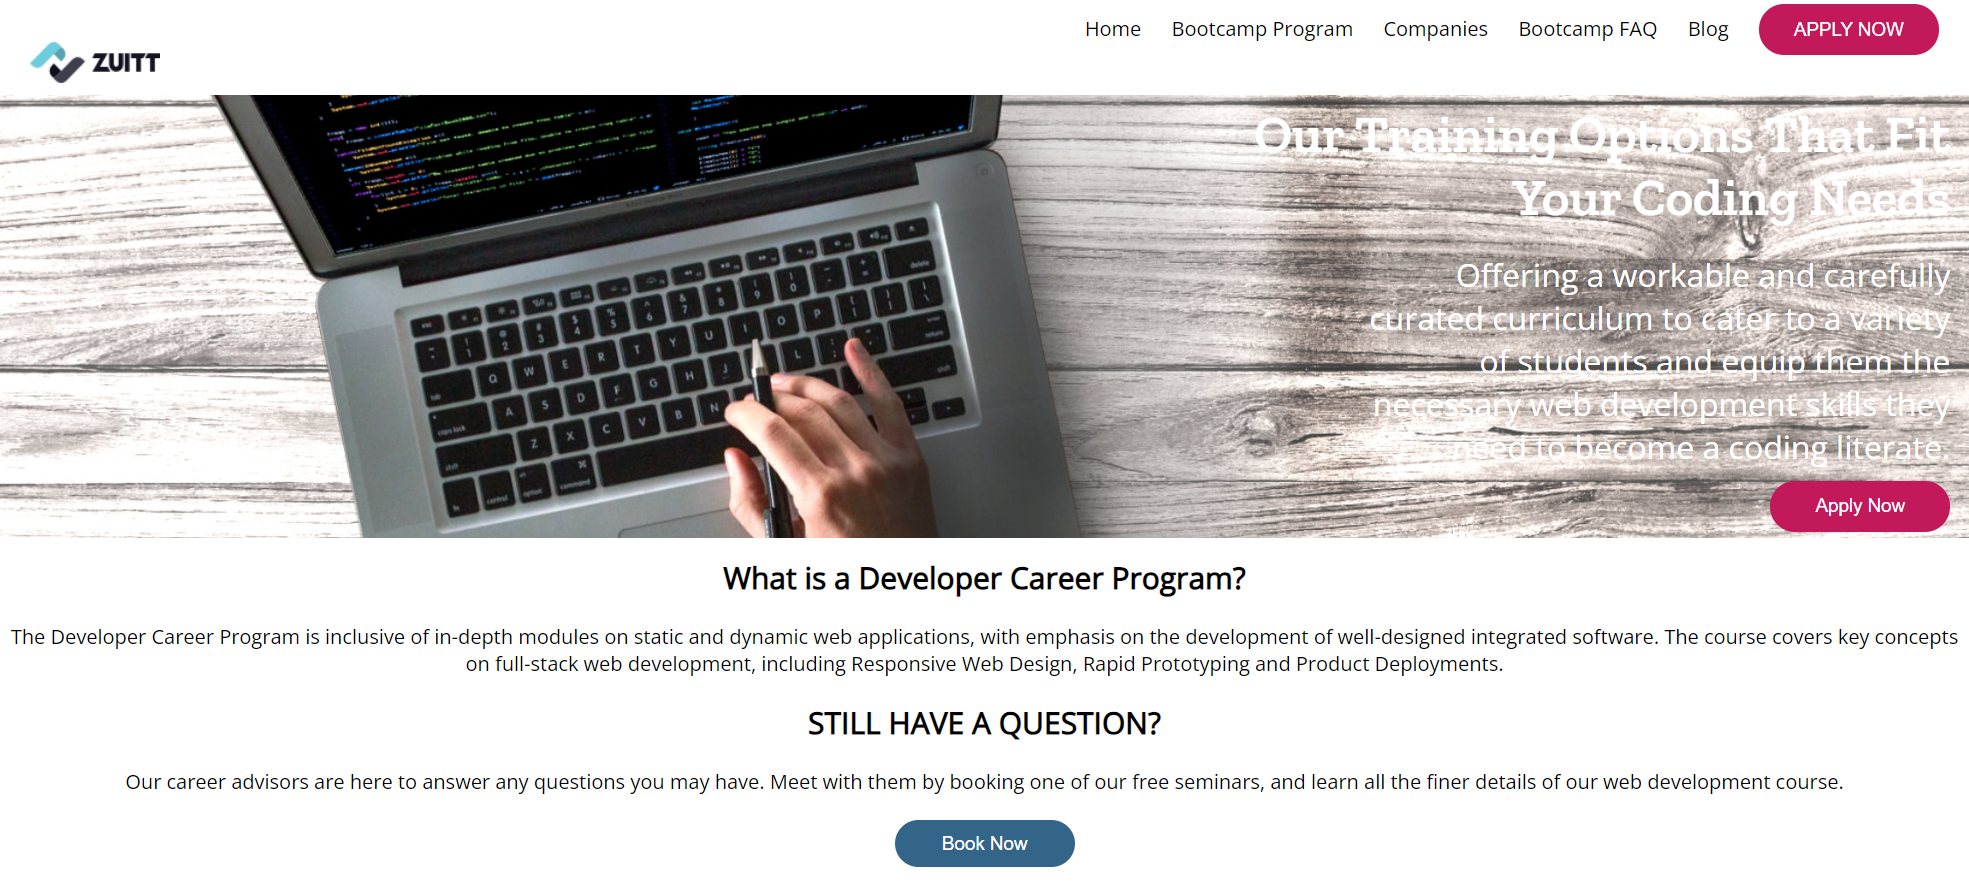 ZUITT
Home Bootcamp Program Companies Bootcamp FAQ Blog APPLY NOW
Our Training Options That Fit
Your Coding Needs
Offering a workable and carefully
curated curriculum to cater to a variety
of students and equip them the
necessary web development skills they
need to become a coding literate.
Apply Now
What is a Developer Career Program?
The Developer Career Program is inclusive of in-depth modules on static and dynamic web applications, with emphasis on the development of well-designed integrated software. The course covers key concepts
on full-stack web development, including Responsive Web Design, Rapid Prototyping and Product Deployments.
STILL HAVE A QUESTION?
Our career advisors are here to answer any questions you may have. Meet with them by booking one of our free seminars, and learn all the finer details of our web development course.
Book Now